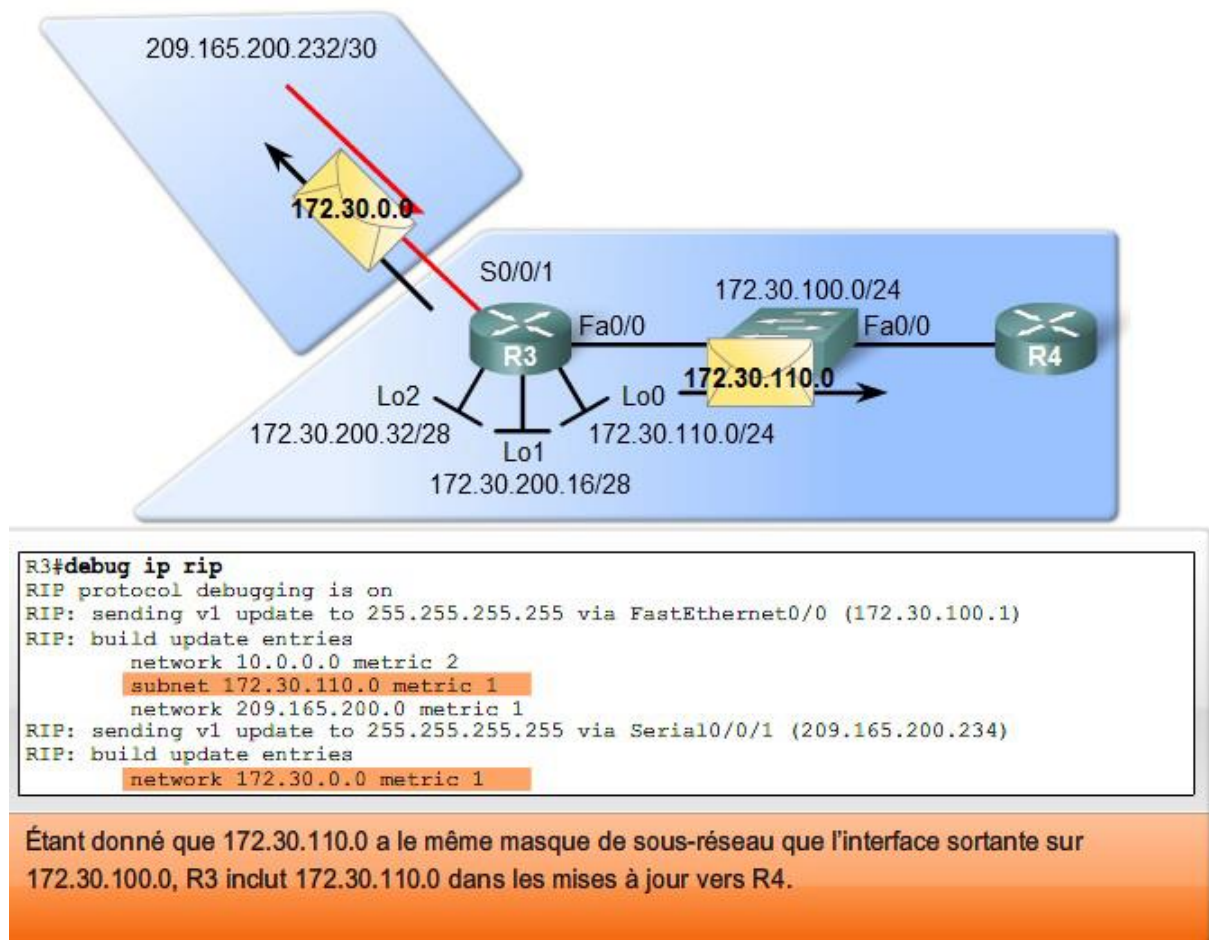 209.165.200.232/30
172.30.0.0
S0/0/1
172.30.100.0/24
Fa0/0
Fa0/0
R3
R4
172.30.110.0
Lo2
Lo0
172.30.200.32/28
172.30.110.0/24
Lo1
172.30.200.16/28
R3#debug ip rip
RIP protocol debugging is on
RIP: sending v1 update to 255.255.255.255 via FastEthernet0/0 (172.30.100.1)
RIP: build update entries
network 10.0.0.0 metric 2
subnet 172.30.110.0 metric 1
network 209.165.200.0 metric 1
RIP: sending v1 update to 255.255.255.255 via Serial0/0/1 (209.165.200.234)
RIP: build update entries
network 172.30.0.0 metric 1
Étant donné que 172.30.110.0 a le même masque de sous-réseau que l’interface sortante sur
172.30.100.0, R3 inclut 172.30.110.0 dans les mises à jour vers R4.